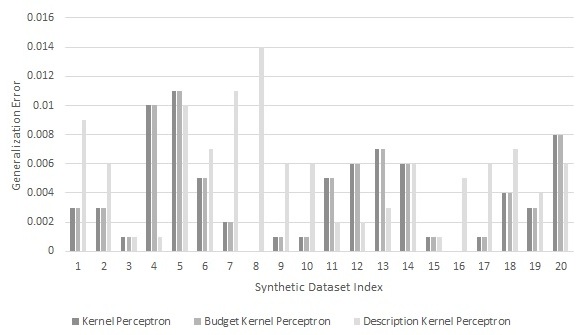 0.016
0.014
0.012
0.01
0.008
0.006
0.004
0.002
0
Generalization Error
1 2 3 4 5 6 7 8 9 10 11 12 13 14 15 16 17 18 19 20
Synthetic Dataset Index
Kernel Perceptron Budget Kernel Perceptron Description Kernel Perceptron